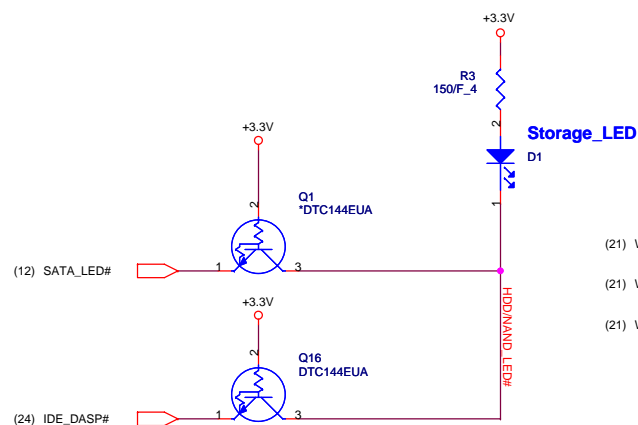 +3.3V
R3
150/F_4
2
Storage_LED
D1
1
+3.3V
2
Q1
*DTC144EUA
(12) SATA_LED#
1
3
(21) W
(21) W
(21) W
HDD/NAND_LED#
+3.3V
2
Q16
DTC144EUA
(24) IDE_DASP#
1
3